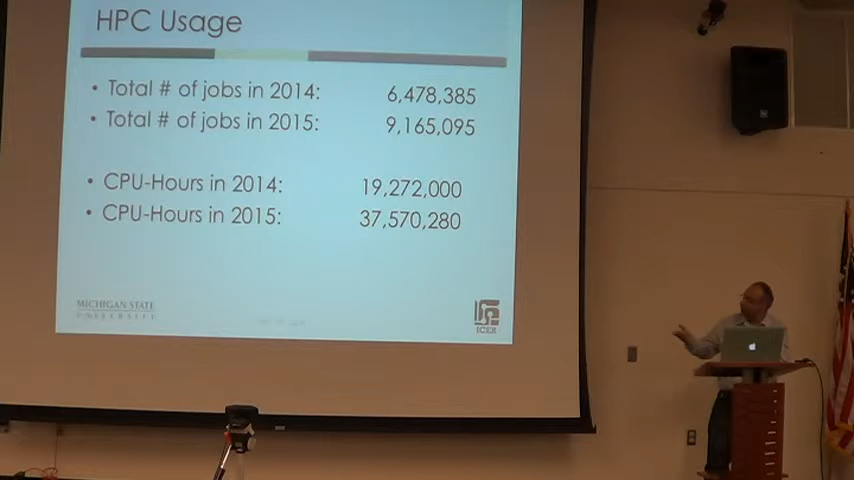 HPC Usage
• Total # of jobs in 2014: 6,478,385
• Total # of jobs in 2015: 9,165,095
• CPU-Hours in 2014: 19,272,000
• CPU-Hours in 2015: 37,570,280
MICHIGAN STATE
UNIVERSITY
ICER